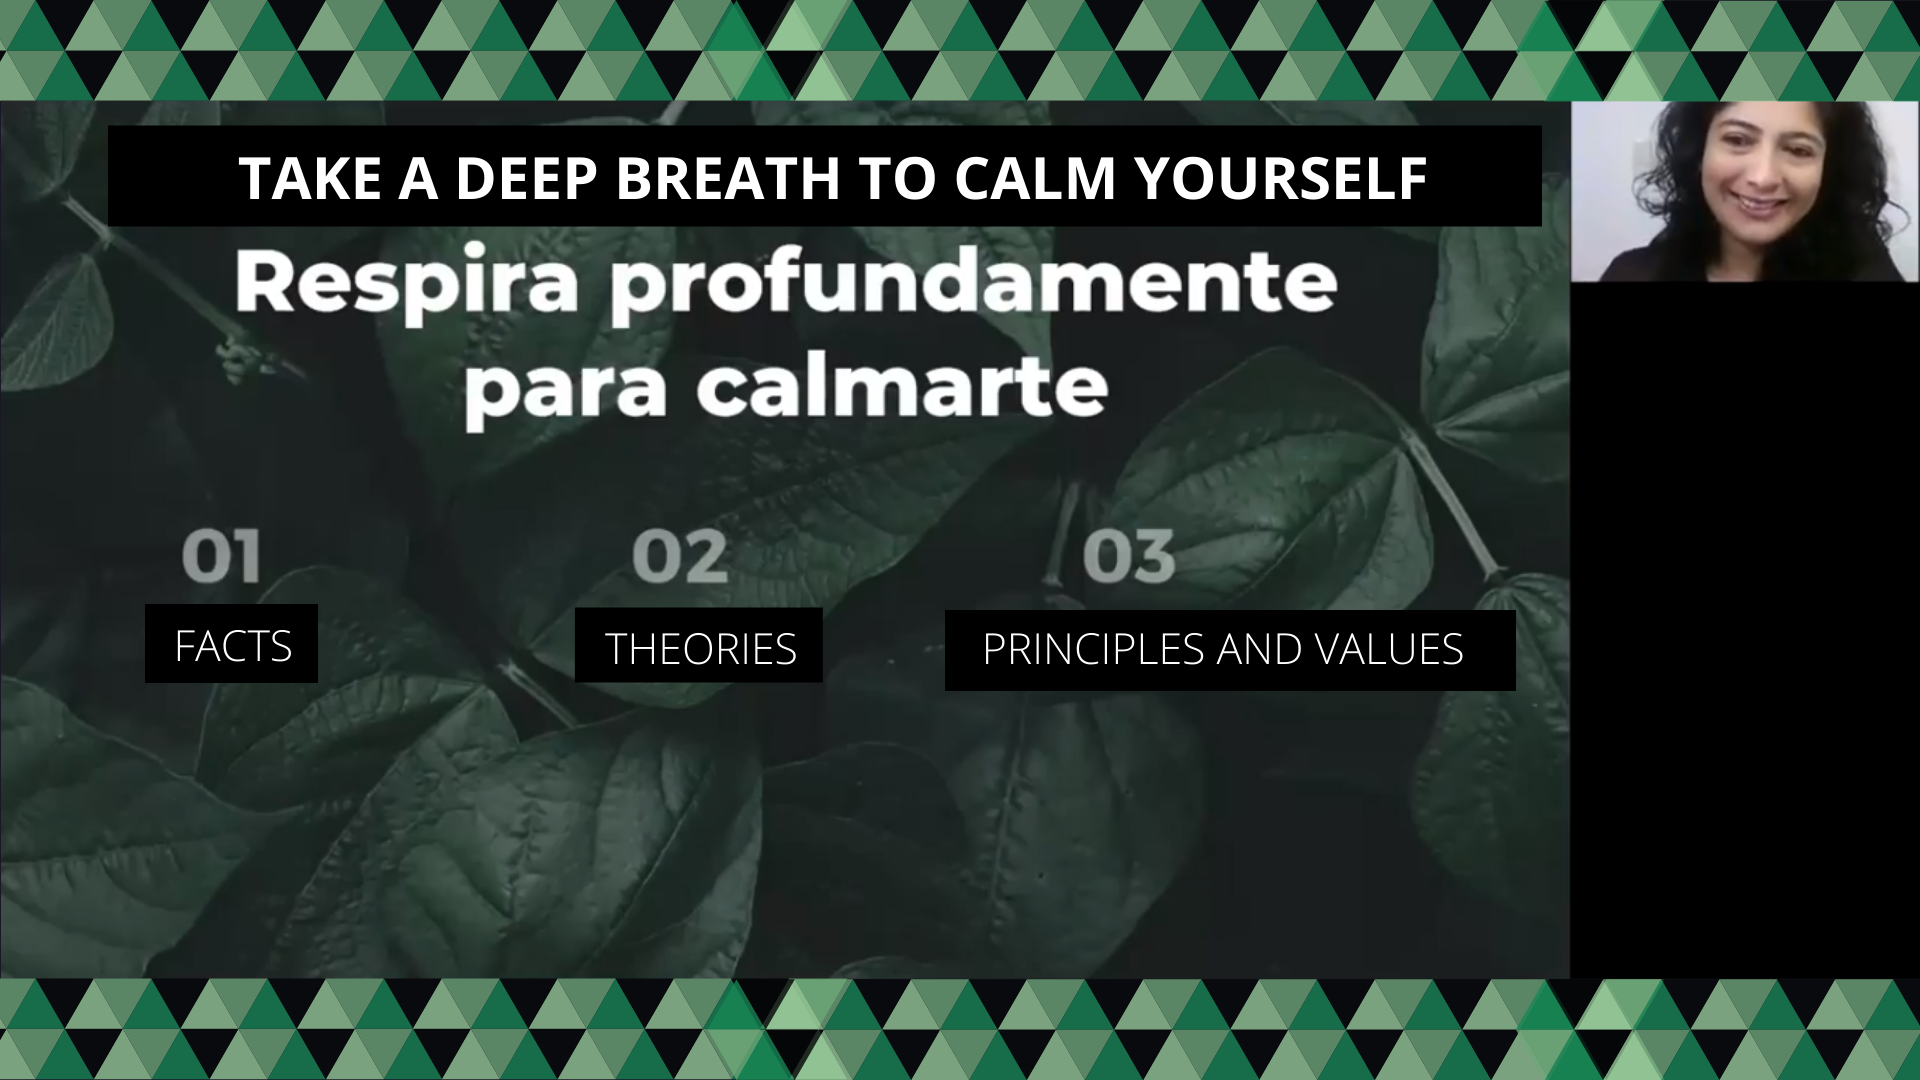 TAKE A DEEP BREATH TO CALM YOURSELF
Respira profundamente
para calmarte
01
02
03
FACTS
THEORIES
PRINCIPLES AND VALUES